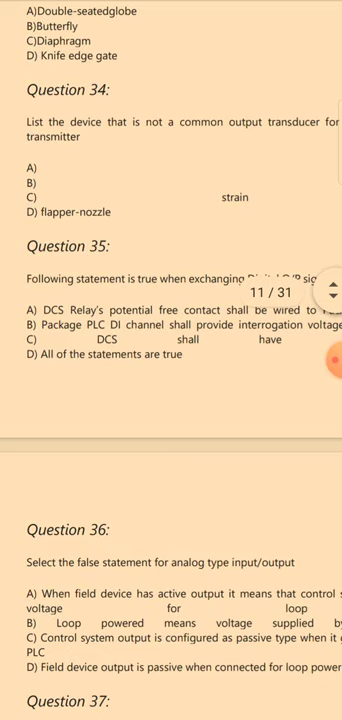 A)Double-seatedglobe
B)Butterfly
C)Diaphragm
D) Knife edge gate
Question 34:
List the device that is not a common output transducer for
transmitter
A)
B)
C) strain
D) flapper-nozzle
Question 35:
Following statement is true when exchanging
11 / 31
A) DCS Relay's potential free contact shall be wired to
B) Package PLC DI channel shall provide interrogation voltage
C) DCS shall have
D) All of the statements are true
Question 36:
Select the false statement for analog type input/output
A) When field device has active output it means that control
voltage for loop
B) Loop powered means voltage supplied
C) Control system output is configured as passive type when it
PLC
D) Field device output is passive when connected for loop power
Question 37: